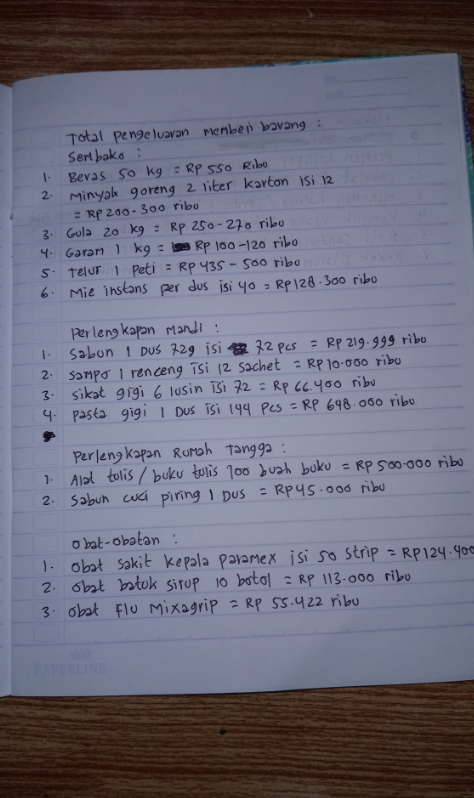 Total pengeluaran membeli barang :
Sembako :
1. Beras 50 kg = Rp 550 Ribo
2. Minyak goreng 2 liter karton isi 12
= Rp 200-300 ribo
3. Gula 20 kg = Rp 250-270 ribu
4. Garam 1 kg = Rp 100-120 ribo
5. Telur 1 Peti = Rp 435-500 ribu
6. Mie instans per dus isi 40 = Rp 128.300 ribu
Perlengkapan Mandi :
1. Sabun 1 Dus 72g isi 72 pcs = Rp 219.999 ribu
2. Sampo 1 renceng isi 12 sachet = Rp 10.000 ribu
3. Sikat gigi 6 lusin isi 72 = Rp 66.400 ribu
4. Pasta gigi 1 Dus isi 144 pcs = Rp 698.000 ribu
Perlengkapan Rumah Tangga :
1. Alat tulis / buku tulis 100 buah buku = Rp 500.000 ribu
2. Sabun cuci piring 1 Dus = Rp 45.000 ribu
Obat-obatan :
1. Obat sakit kepala paramex isi 50 strip = Rp 124.400
2. Obat batuk sirup 10 botol = Rp 113.000 ribu
3. Obat Flu Mixagrip = Rp 55.422 ribu
PAPERLINE